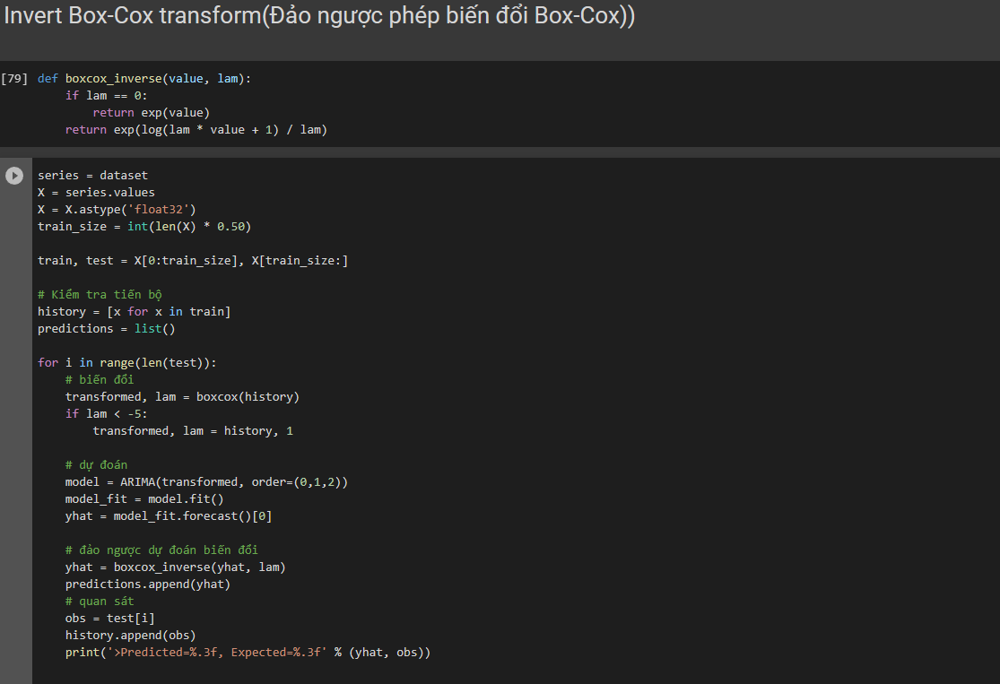 Invert Box-Cox transform(Đảo ngược phép biến đổi Box-Cox))
[79] def boxcox_inverse(value, lam):
    if lam == 0:
        return exp(value)
    return exp(log(lam * value + 1) / lam)
series = dataset
X = series.values
X = X.astype('float32')
train_size = int(len(X) * 0.50)
train, test = X[0:train_size], X[train_size:]
# Kiểm tra tiến bộ
history = [x for x in train]
predictions = list()
for i in range(len(test)):
    # biến đổi
    transformed, lam = boxcox(history)
    if lam < -5:
        transformed, lam = history, 1
    # dự đoán
    model = ARIMA(transformed, order=(0,1,2))
    model_fit = model.fit()
    yhat = model_fit.forecast()[0]
    # đảo ngược dự đoán biến đổi
    yhat = boxcox_inverse(yhat, lam)
    predictions.append(yhat)
    # quan sát
    obs = test[i]
    history.append(obs)
    print('>Predicted=%.3f, Expected=%.3f' % (yhat, obs))